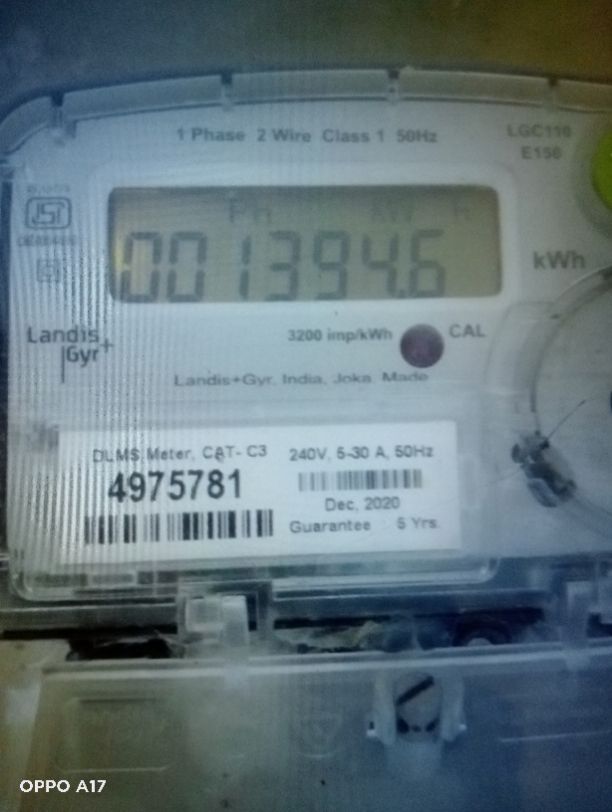 1 Phase 2 Wire Class 1 50Hz
LGC110
E150
Ph kW h
001394.6
kWh
Landis
Gyr+
3200 imp/kWh
CAL
Landis+Gyr, India, Joka Made
DLMS Meter, CAT- C3
4975781
240V, 5-30 A, 50Hz
Dec, 2020
Guarantee : 5 Yrs.
OPPO A17